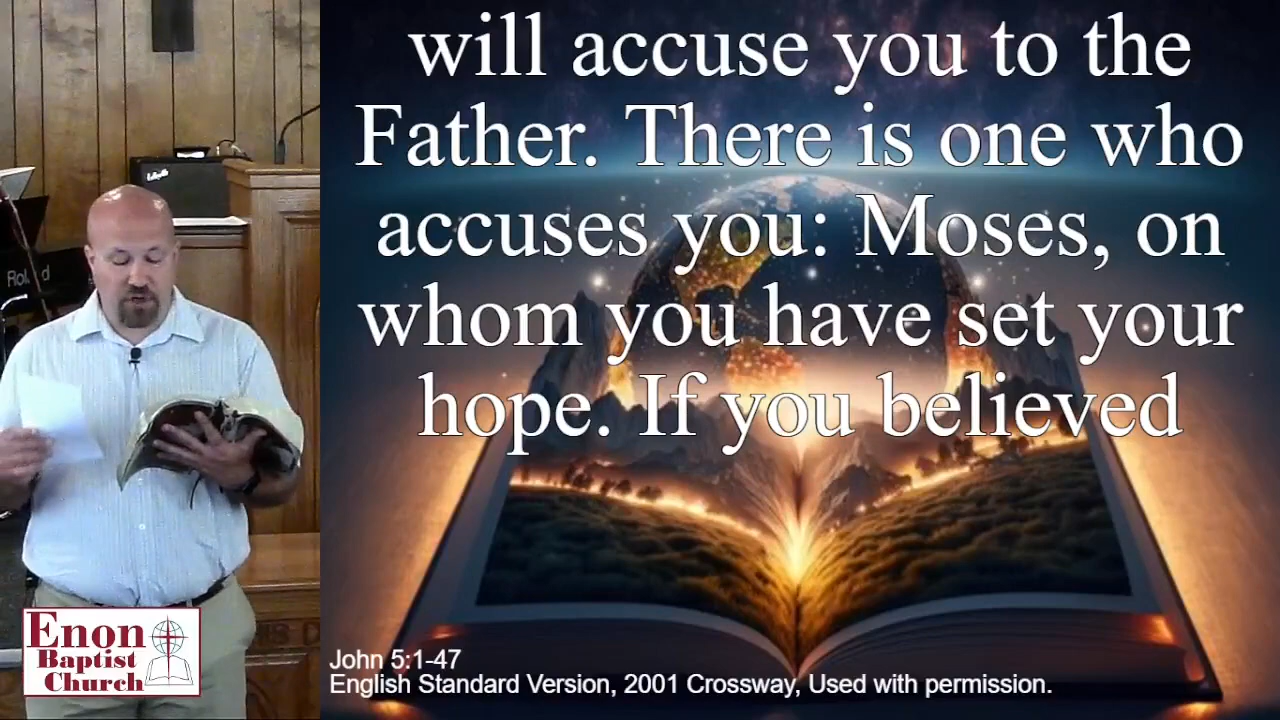 will accuse you to the
Father. There is one who
accuses you: Moses, on
whom you have set your
hope. If you believed
John 5:1-47
English Standard Version, 2001 Crossway, Used with permission.
Enon
Baptist
Church